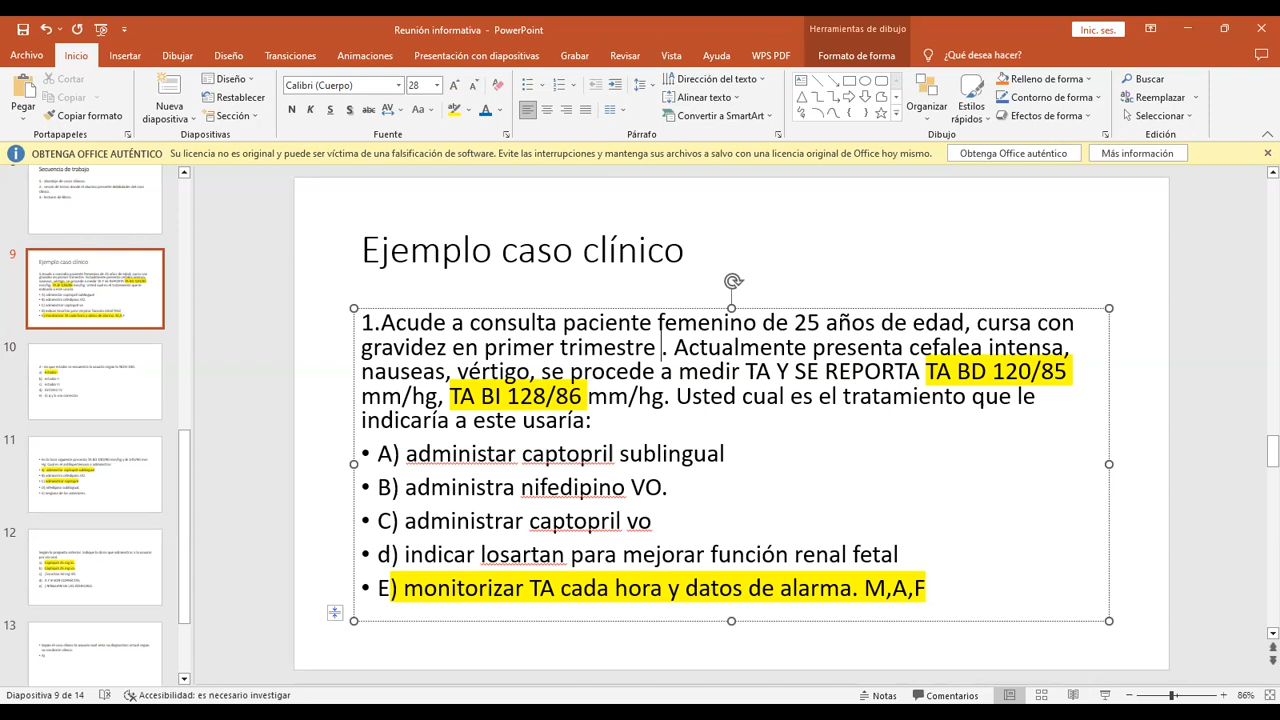 Reunión informativa - PowerPoint
Herramientas de dibujo
Inic. ses.
Archivo Inicio Insertar Dibujar Diseño Transiciones Animaciones Presentación con diapositivas Grabar Revisar Vista Ayuda WPS PDF Formato de forma ¿Qué desea hacer?
Pegar
Cortar
Copiar
Copiar formato
Portapapeles
Nueva diapositiva
Diseño
Restablecer
Sección
Diapositivas
Calibri (Cuerpo) 28
N K S S abc AV Aa A
Fuente
Dirección del texto
Alinear texto
Convertir a SmartArt
Párrafo
Organizar
Estilos rápidos
Relleno de forma
Contorno de forma
Efectos de forma
Dibujo
Buscar
Reemplazar
Seleccionar
Edición
OBTENGA OFFICE AUTÉNTICO Su licencia no es original y puede ser víctima de una falsificación de software. Evite las interrupciones y mantenga sus archivos a salvo con una licencia original de Office hoy mismo. Obtenga Office auténtico Más información
Secuencia de trabajo
9
Ejemplo caso clínico
10
11
12
13
Ejemplo caso clínico
1.Acude a consulta paciente femenino de 25 años de edad, cursa con
gravidez en primer trimestre . Actualmente presenta cefalea intensa,
nauseas, vértigo, se procede a medir TA Y SE REPORTA TA BD 120/85
mm/hg, TA BI 128/86 mm/hg. Usted cual es el tratamiento que le
indicaría a este usaría:
• A) administar captopril sublingual
• B) administra nifedipino VO.
• C) administrar captopril vo
• d) indicar losartan para mejorar función renal fetal
• E) monitorizar TA cada hora y datos de alarma. M,A,F
Diapositiva 9 de 14 Accesibilidad: es necesario investigar Notas Comentarios 86%